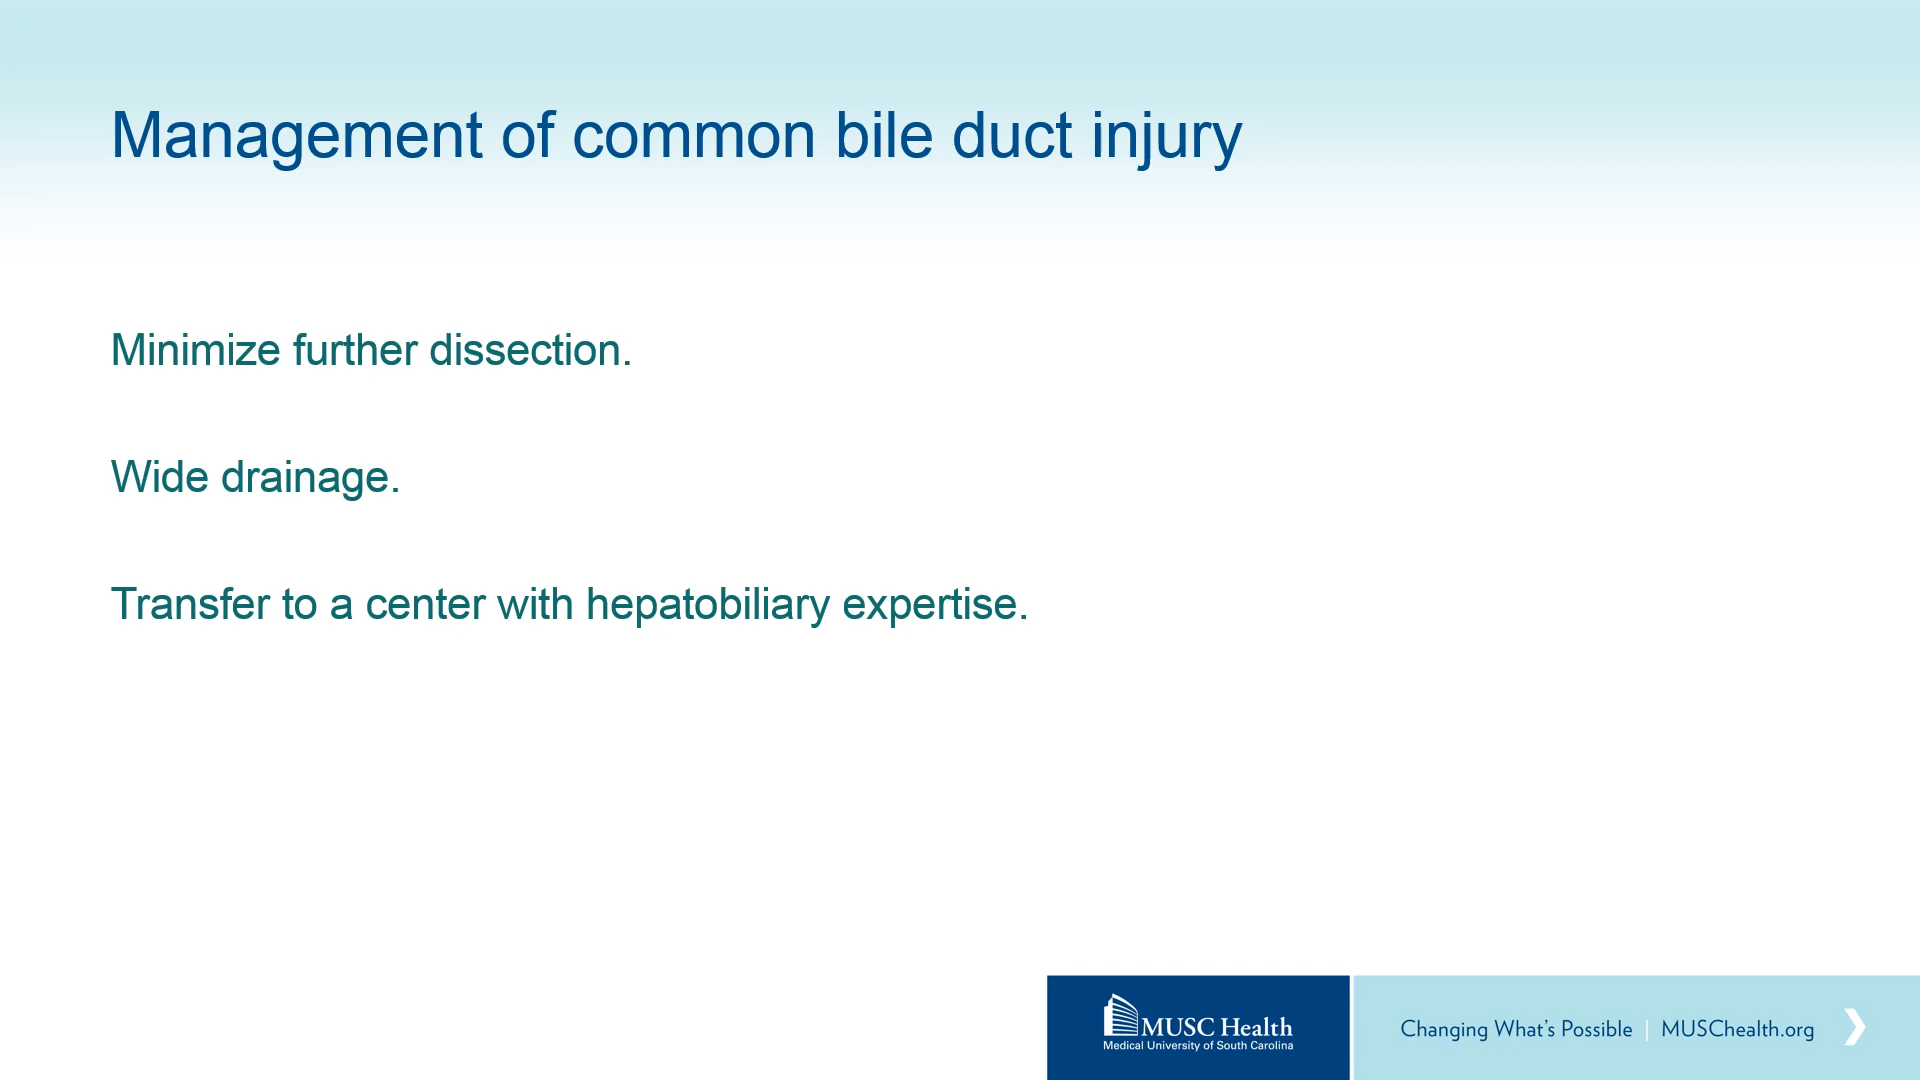 Management of common bile duct injury
Minimize further dissection.
Wide drainage.
Transfer to a center with hepatobiliary expertise.
MUSC Health
Medical University of South Carolina
Changing What's Possible | MUSChealth.org